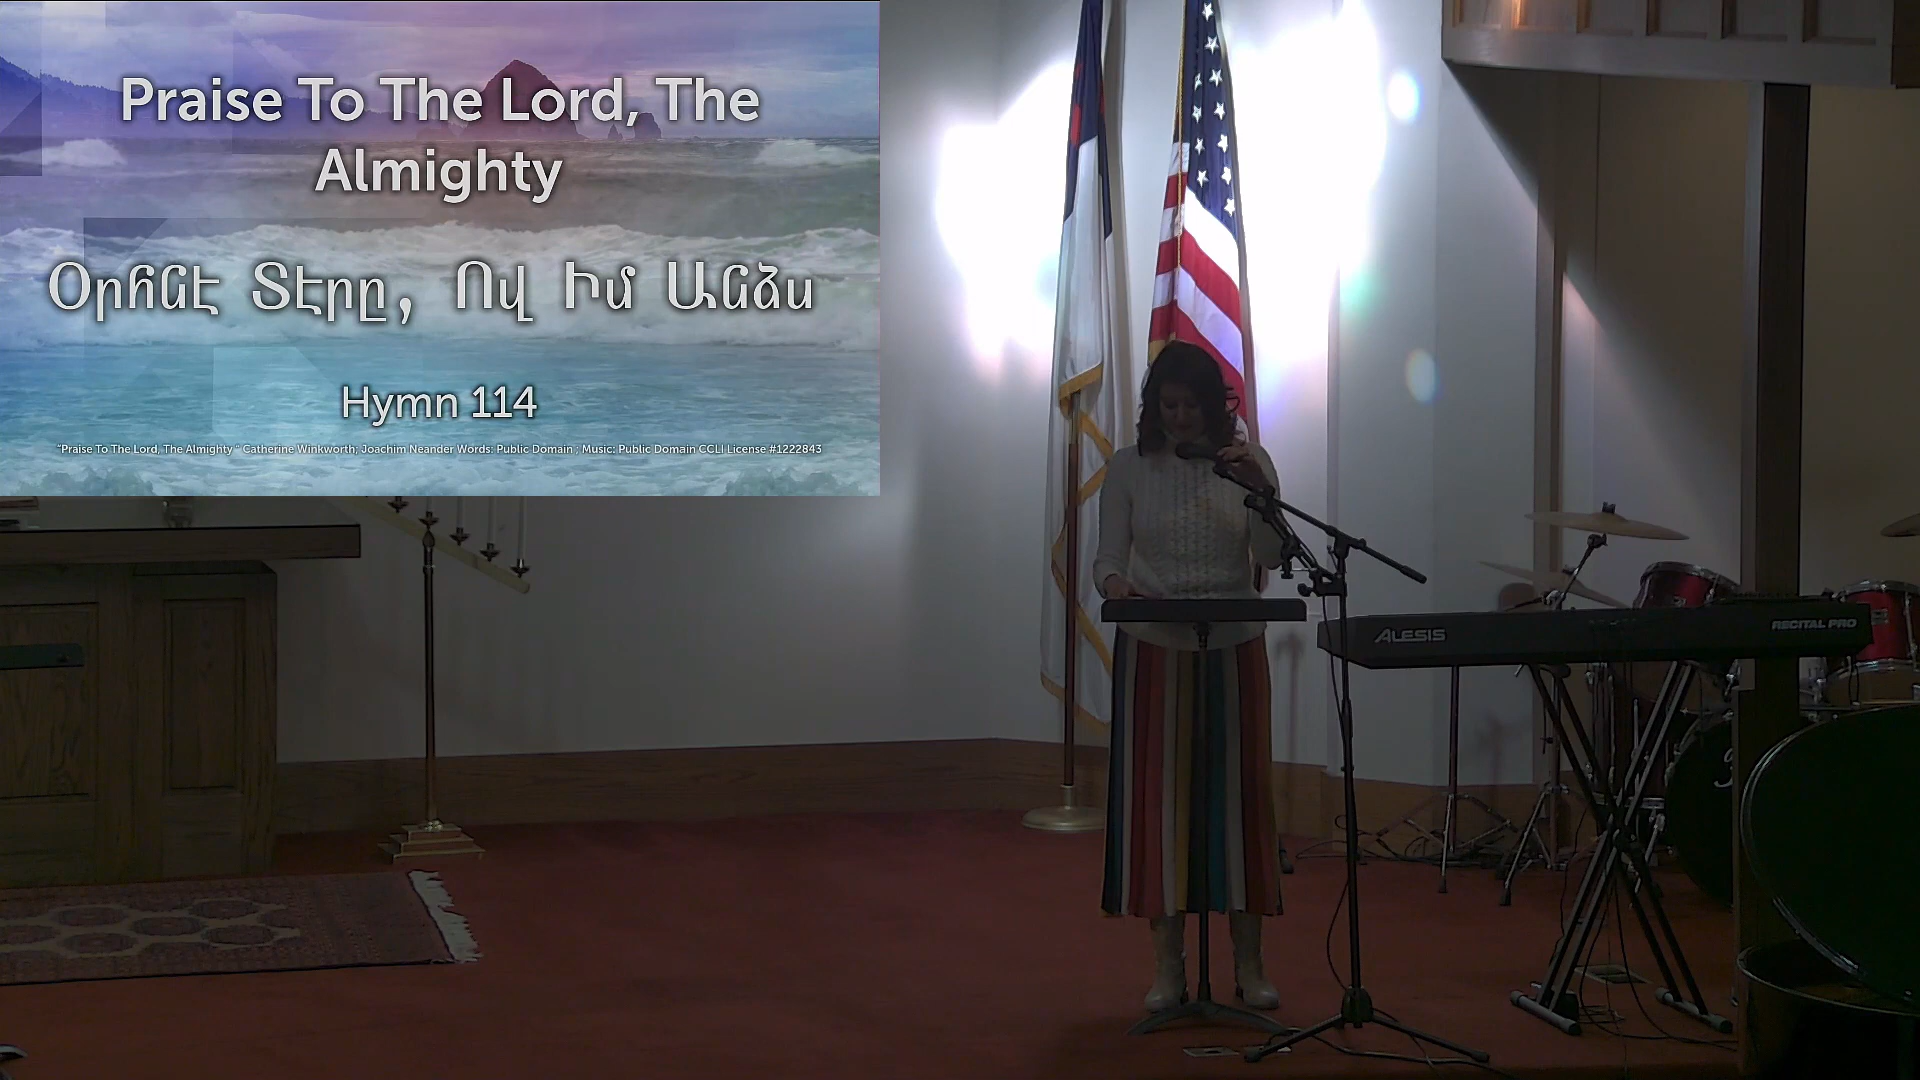 Praise To The Lord, The
Almighty
Օրհնէ Տէրը, Ով Իմ Անձս
Hymn 114
"Praise To The Lord, The Almighty " Catherine Winkworth; Joachim Neander Words: Public Domain ; Music: Public Domain CCLI License #1222843
ALESIS
RECITAL PRO